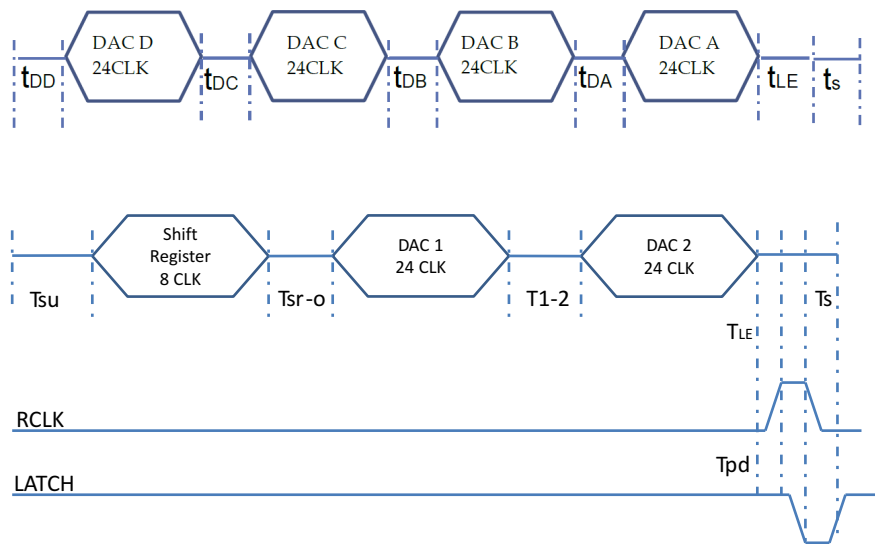 DAC D
24CLK
DAC C
24CLK
DAC B
24CLK
DAC A
24CLK
tDD
tDC
tDB
tDA
tLE
ts
Shift
Register
8 CLK
DAC 1
24 CLK
DAC 2
24 CLK
Tsu
Tsr-o
T1-2
TLE
Ts
RCLK
Tpd
LATCH